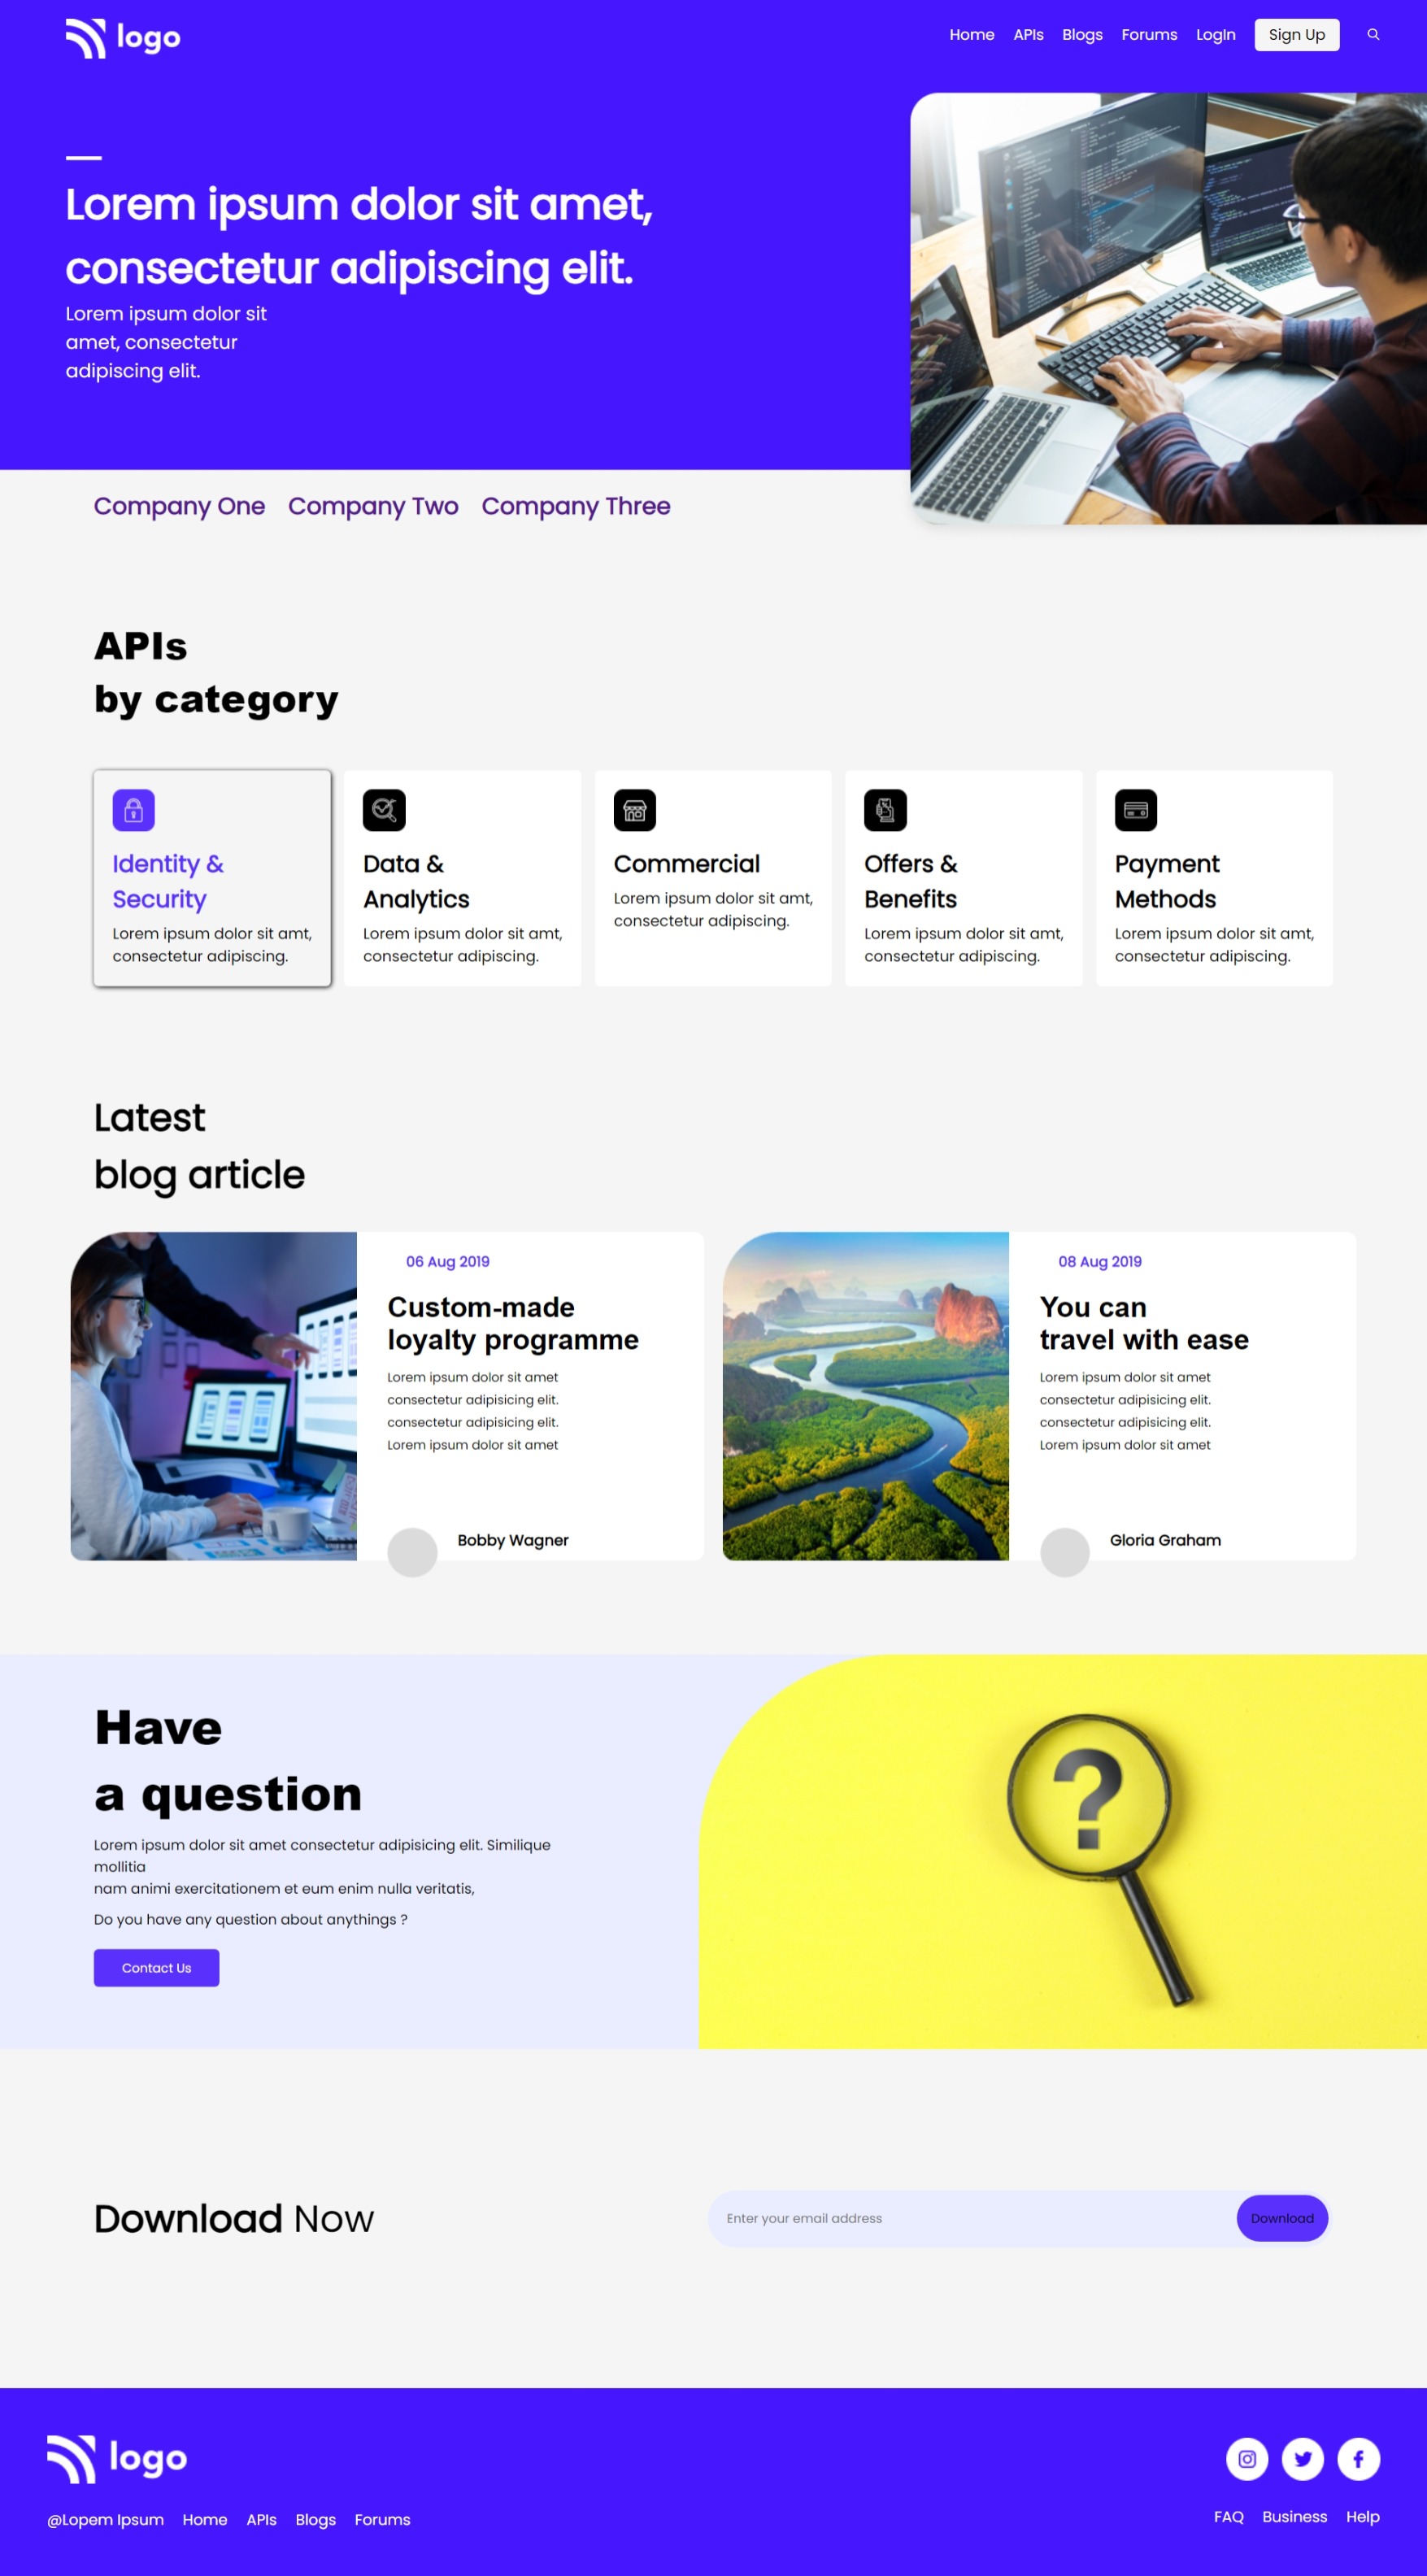 logo
Home APIs Blogs Forums LogIn Sign Up
Lorem ipsum dolor sit amet,
consectetur adipiscing elit.
Lorem ipsum dolor sit
amet, consectetur
adipiscing elit.
Company One Company Two Company Three
APIs
by category
Identity &
Security
Lorem ipsum dolor sit amt,
consectetur adipiscing.
Data &
Analytics
Lorem ipsum dolor sit amt,
consectetur adipiscing.
Commercial
Lorem ipsum dolor sit amt,
consectetur adipiscing.
Offers &
Benefits
Lorem ipsum dolor sit amt,
consectetur adipiscing.
Payment
Methods
Lorem ipsum dolor sit amt,
consectetur adipiscing.
Latest
blog article
06 Aug 2019
Custom-made
loyalty programme
Lorem ipsum dolor sit amet
consectetur adipisicing elit.
consectetur adipisicing elit.
Lorem ipsum dolor sit amet
Bobby Wagner
08 Aug 2019
You can
travel with ease
Lorem ipsum dolor sit amet
consectetur adipisicing elit.
consectetur adipisicing elit.
Lorem ipsum dolor sit amet
Gloria Graham
Have
a question
Lorem ipsum dolor sit amet consectetur adipisicing elit. Similique
mollitia
nam animi exercitationem et eum enim nulla veritatis,
Do you have any question about anythings ?
Contact Us
?
Download Now
Enter your email address
Download
logo
@Lopem Ipsum Home APIs Blogs Forums
FAQ Business Help